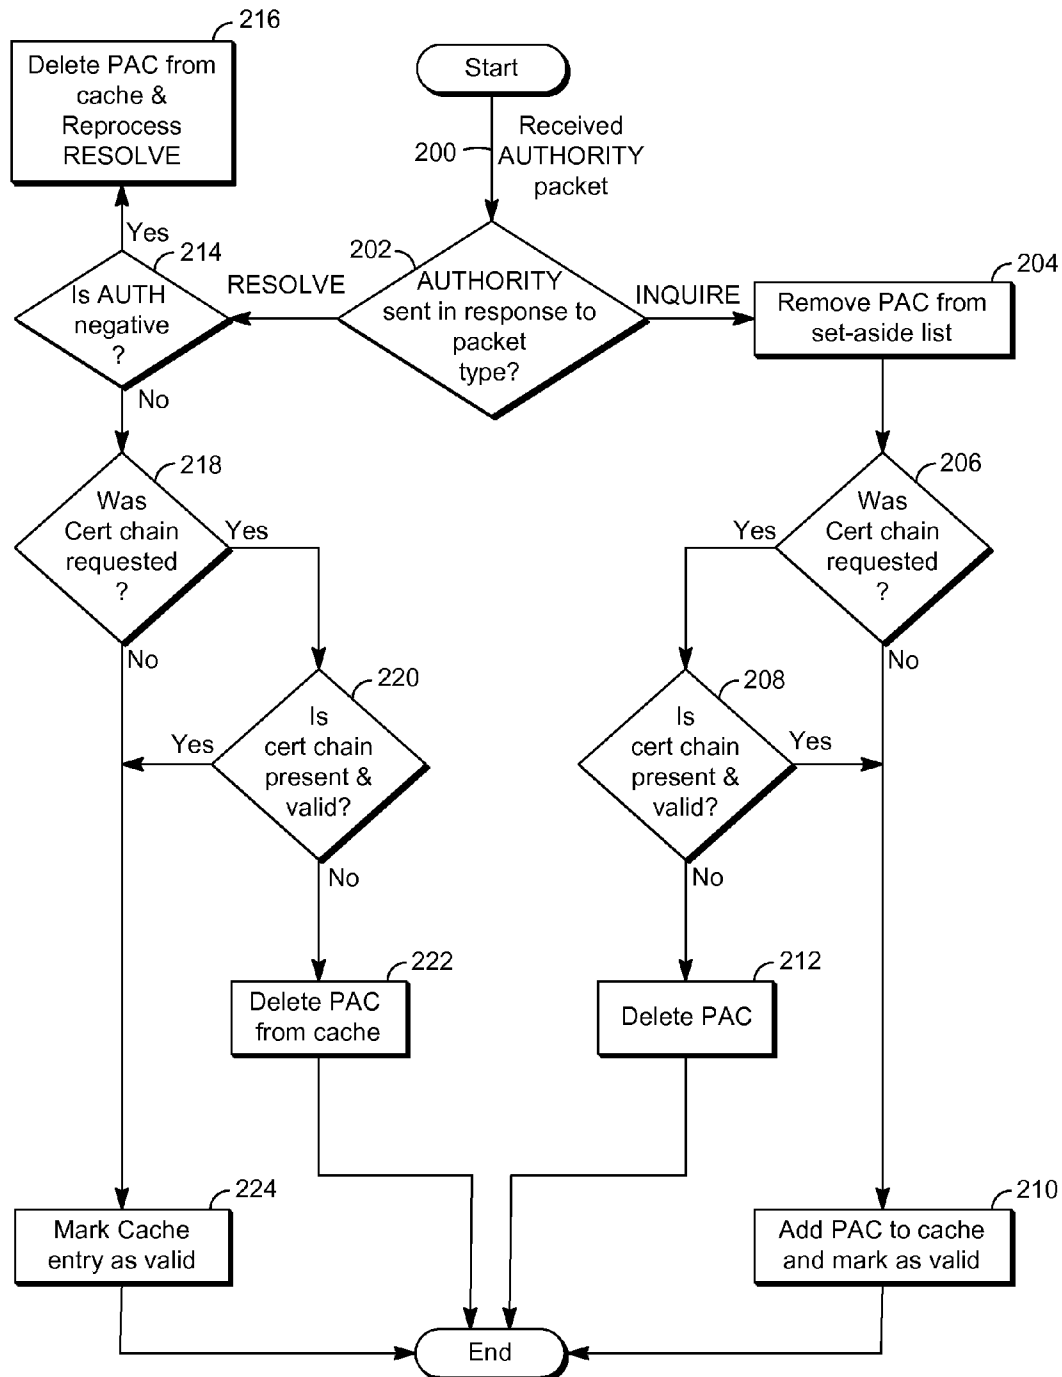 216
Delete PAC from
cache &
Reprocess
RESOLVE
Start
200
Received
AUTHORITY
packet
Yes
214
Is AUTH
negative
?
No
RESOLVE
202
AUTHORITY
sent in response to
packet
type?
INQUIRE
204
Remove PAC from
set-aside list
218
Was
Cert chain
requested
?
Yes
No
206
Was
Cert chain
requested
?
Yes
No
220
Is
cert chain
present &
valid?
Yes
No
208
Is
cert chain
present &
valid?
Yes
No
222
Delete PAC
from cache
212
Delete PAC
224
Mark Cache
entry as valid
210
Add PAC to cache
and mark as valid
End